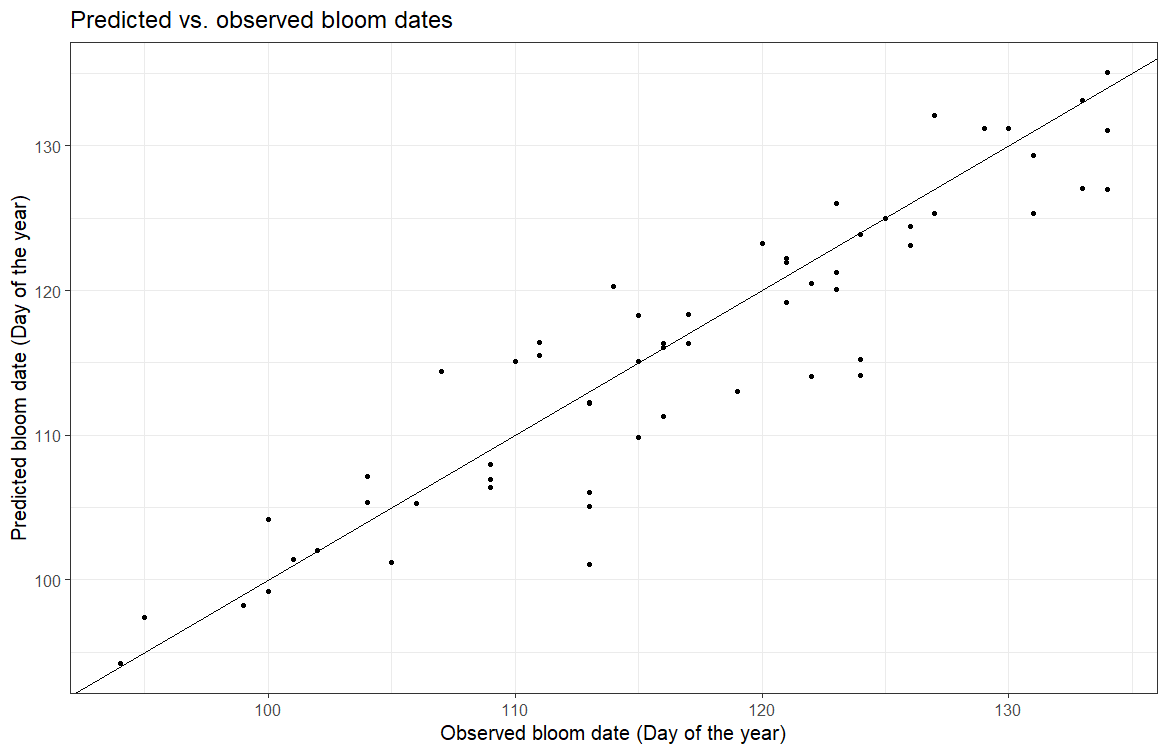 Predicted vs. observed bloom dates
Predicted bloom date (Day of the year)
130
120
110
100
100 110 120 130
Observed bloom date (Day of the year)